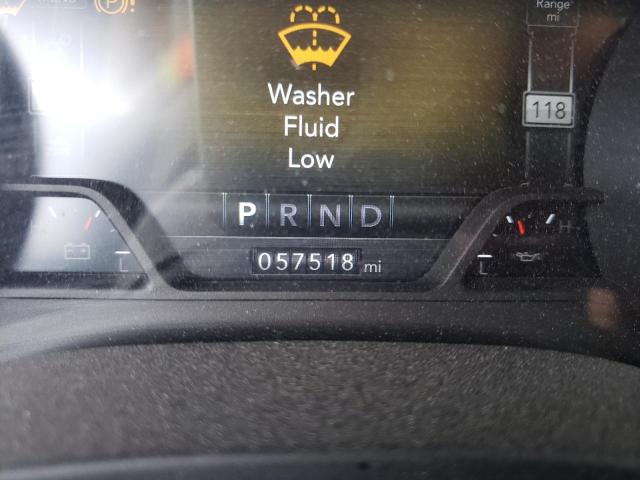 Range
mi
Washer
Fluid
Low
118
P R N D
H
H
057518 mi
L
L